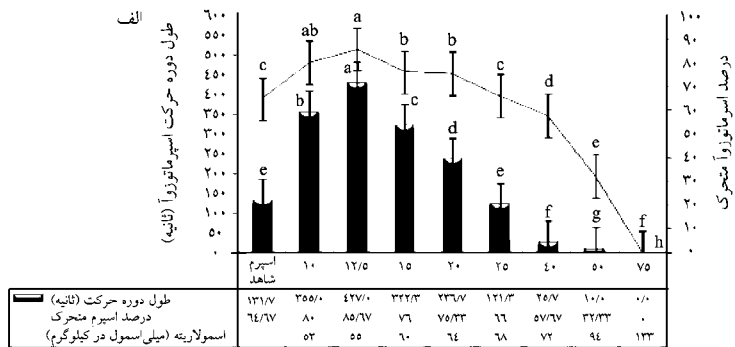 الف
طول دوره حرکت اسپرماتوزوآ (ثانیه)
۶۰۰
۵۵۰
۵۰۰
۴۵۰
۴۰۰
۳۵۰
۳۰۰
۲۵۰
۲۰۰
۱۵۰
۱۰۰
۵۰
۰
c ab a b b c d e f
e b a c d e f g h
۱۰۰
۹۰
۸۰
۷۰
۶۰
۵۰
۴۰
۳۰
۲۰
۱۰
۰
درصد اسرماتوزوآ متحرک
اسپرم شاهد ۱۰ ۱۲/۵ ۱۵ ۲۰ ۲۵ ۴۰ ۵۰ ۷۵
طول دوره حرکت (ثانیه) ۱۳۱/۷ ۳۵۵/۰ ۴۲۷/۰ ۳۲۲/۳ ۲۳۶/۷ ۱۲۱/۳ ۲۵/۷ ۱۰/۰ ۰/۰
درصد اسپرم متحرک ۶۴/۶۷ ۸۰ ۸۵/۶۷ ۷۶ ۷۵/۳۳ ۶۶ ۵۷/۶۷ ۳۲/۳۳ ۰
اسمولاریته (میلی‌اسمول در کیلوگرم) ۵۳ ۵۵ ۶۰ ۶۴ ۶۸ ۷۲ ۹۴ ۱۳۳